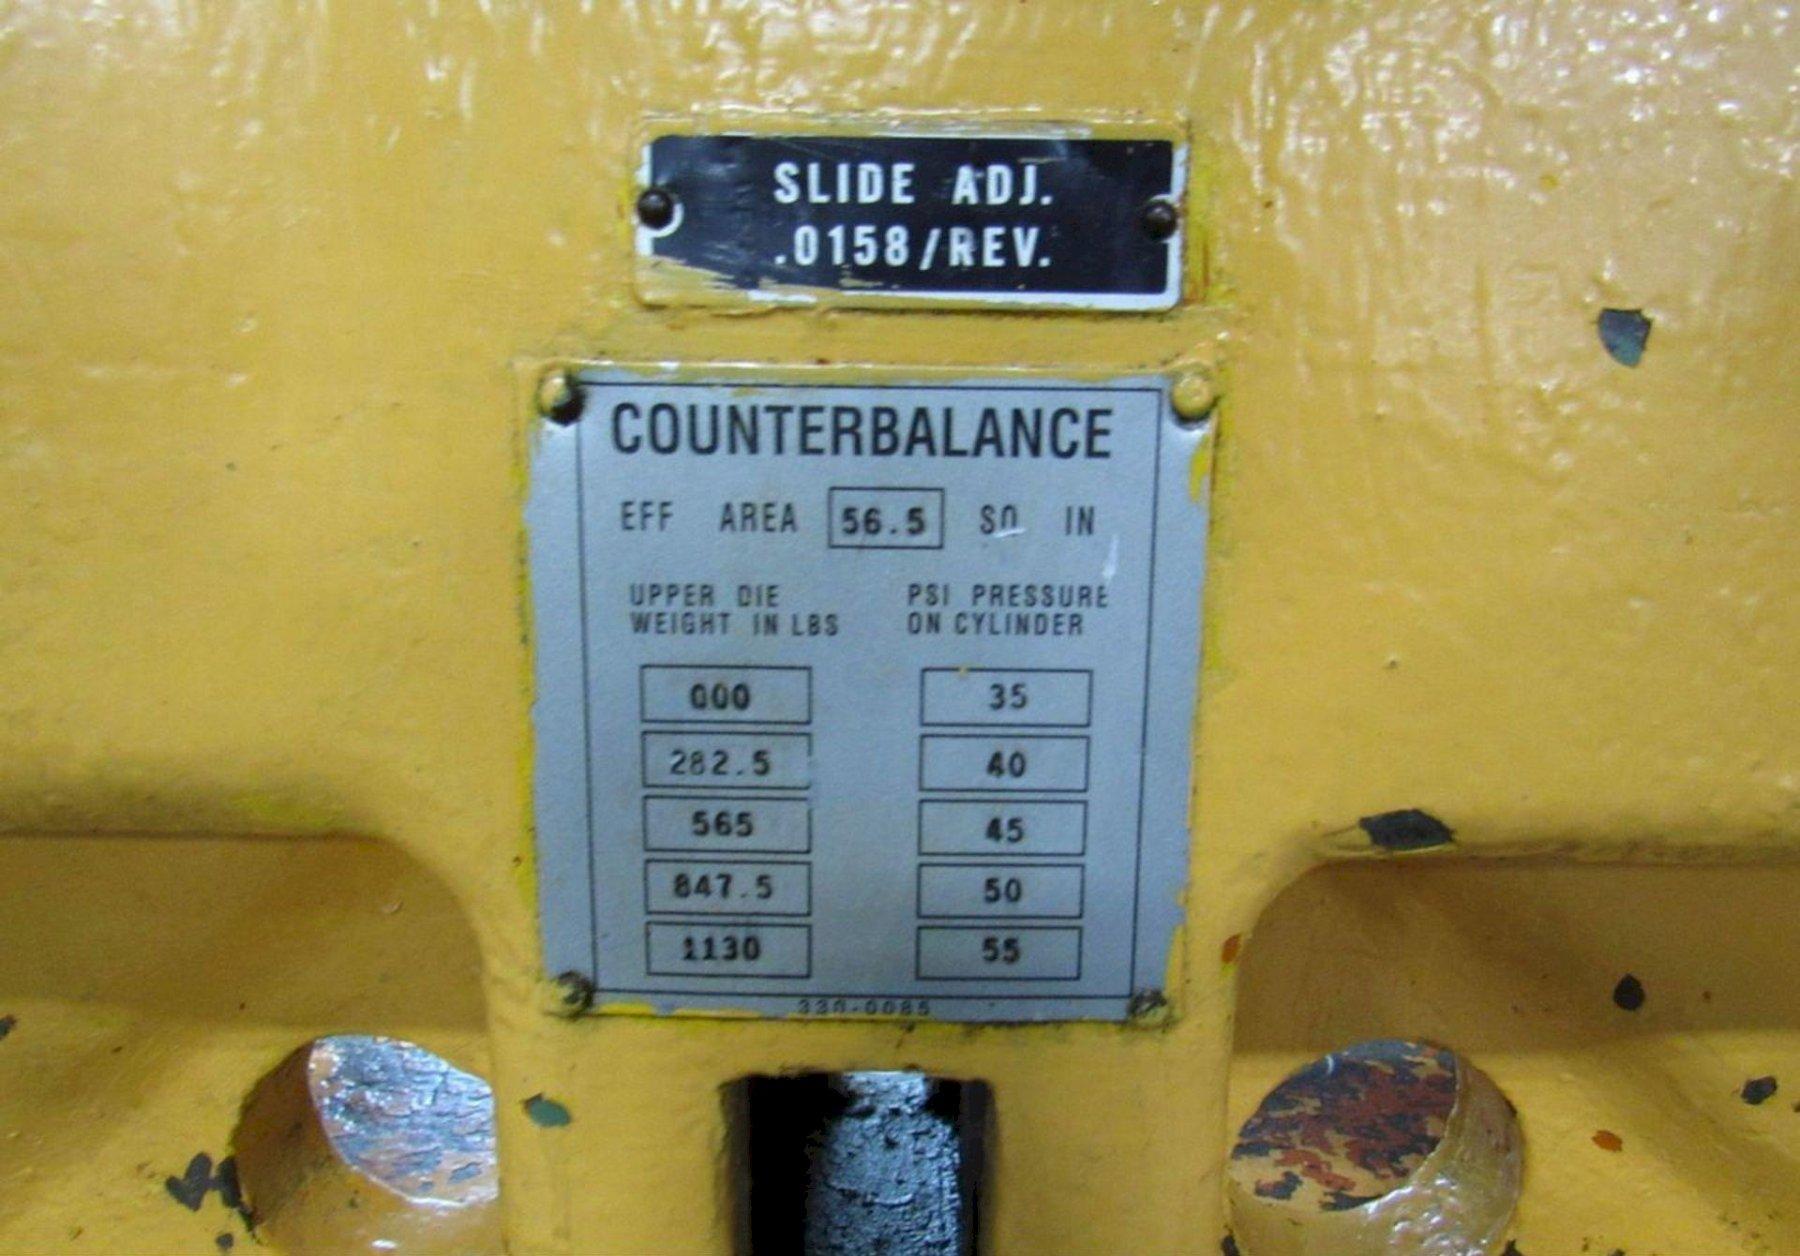 SLIDE ADJ.
.0158/REV.
COUNTERBALANCE
EFF AREA 56.5 SQ IN
UPPER DIE PSI PRESSURE
WEIGHT IN LBS ON CYLINDER
000 35
282.5 40
565 45
847.5 50
1130 55
330-0085